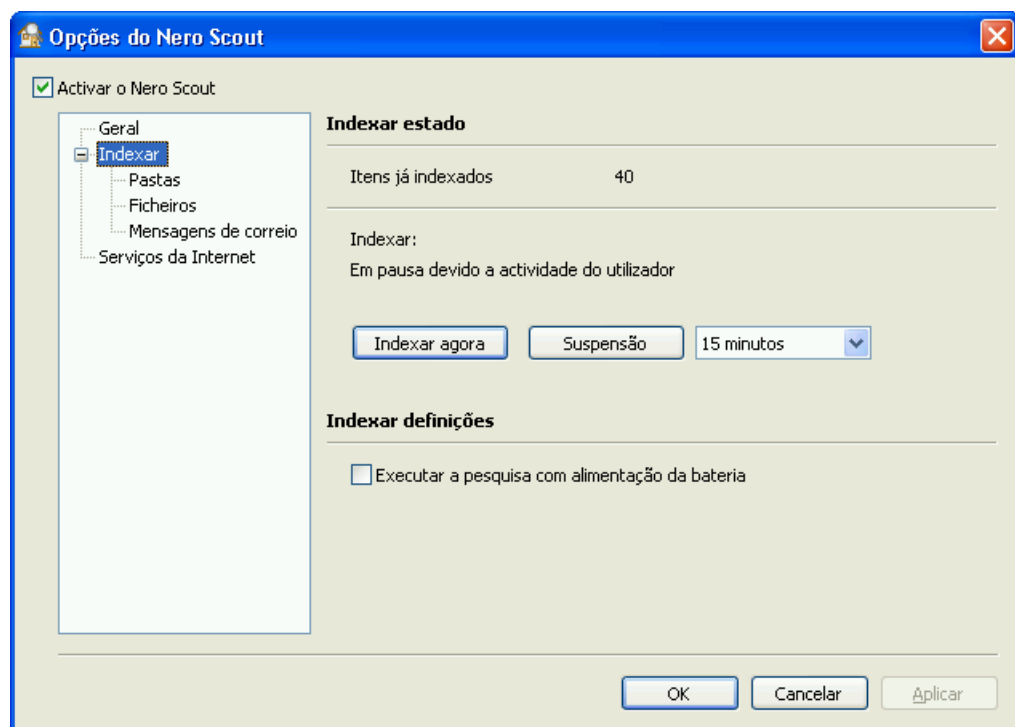 Opções do Nero Scout
Activar o Nero Scout
Geral
Indexar
Pastas
Ficheiros
Mensagens de correio
Serviços da Internet
Indexar estado
Itens já indexados 40
Indexar:
Em pausa devido a actividade do utilizador
Indexar agora Suspensão 15 minutos
Indexar definições
Executar a pesquisa com alimentação da bateria
OK Cancelar Aplicar